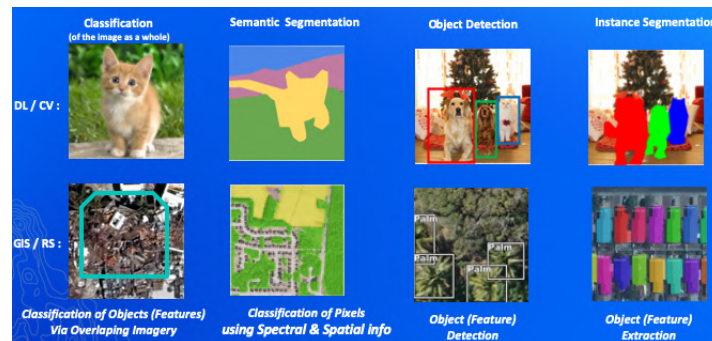 Classification
(of the image as a whole)
Semantic Segmentation
Object Detection
Instance Segmentation
DL / CV :
GIS / RS :
Palm
Palm
Palm
Classification of Objects (Features)
Via Overlaping Imagery
Classification of Pixels
using Spectral & Spatial info
Object (Feature)
Detection
Object (Feature)
Extraction